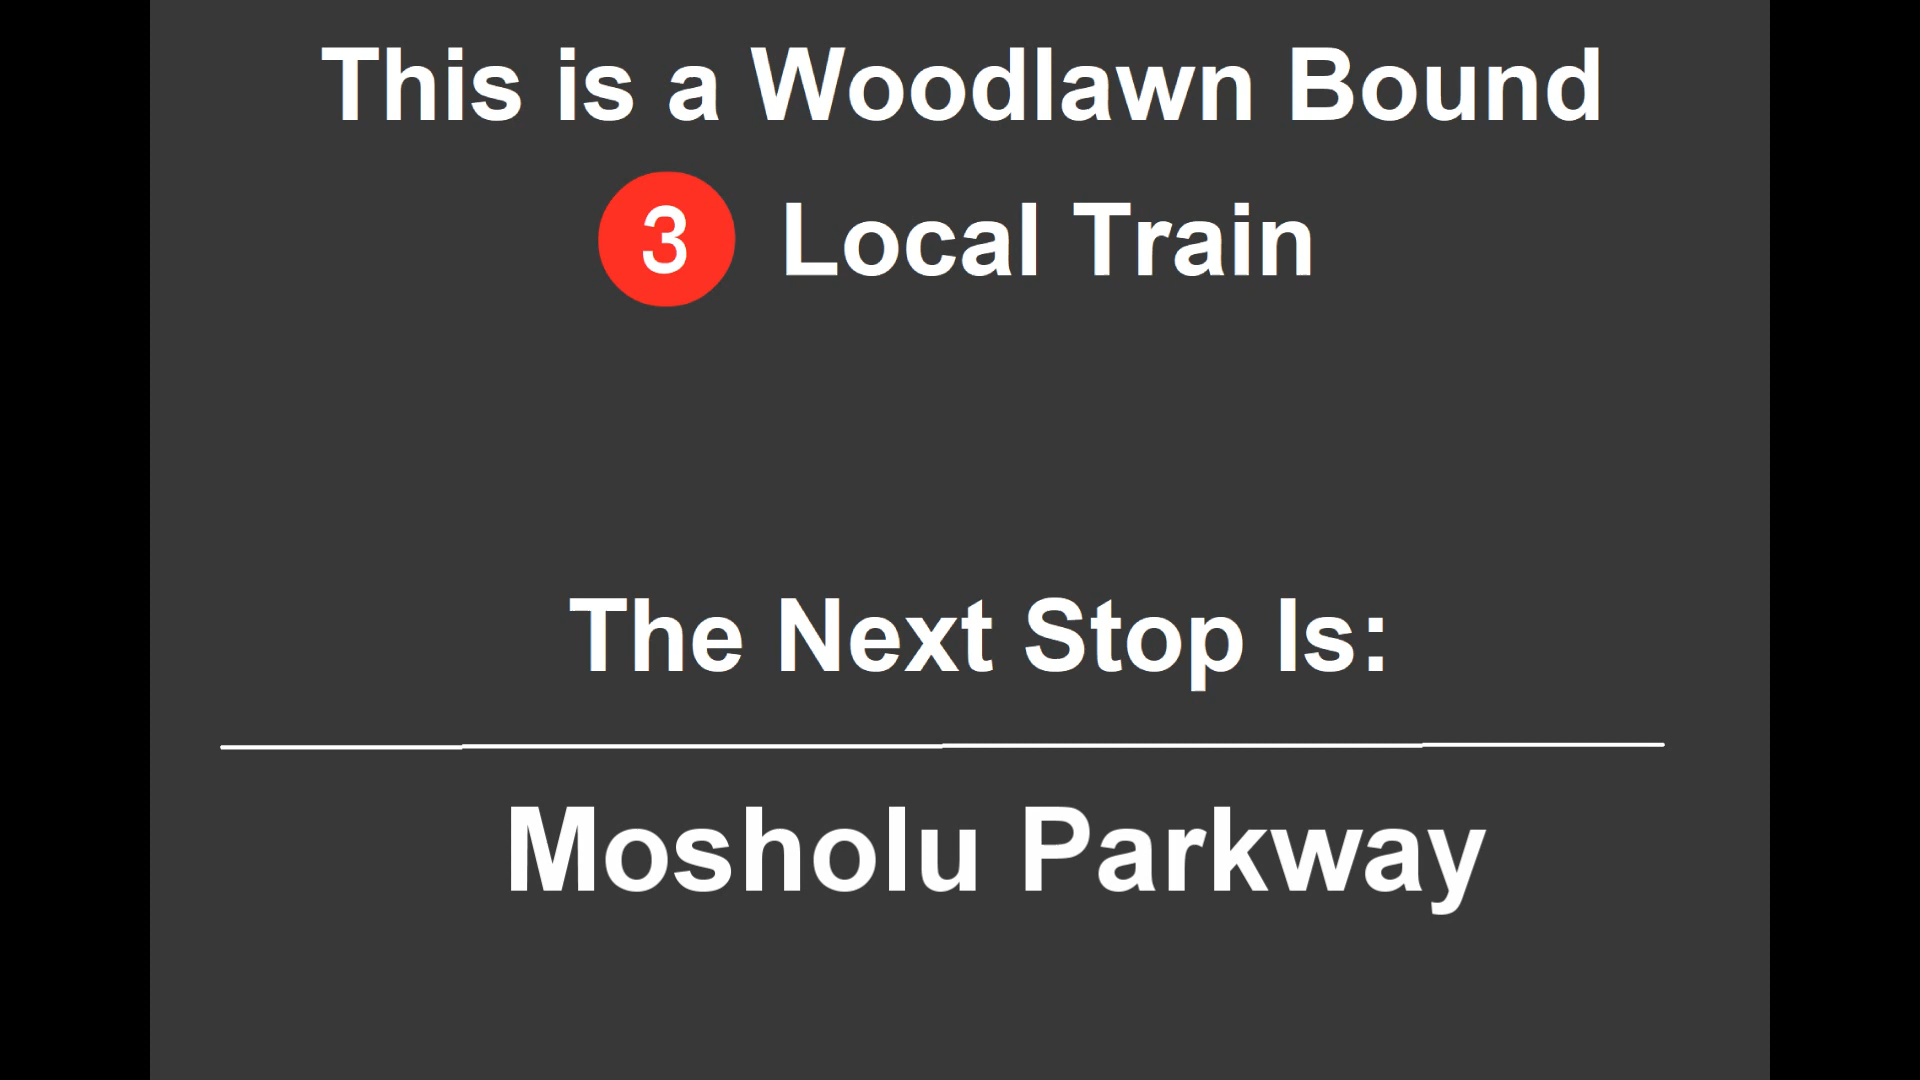 This is a Woodlawn Bound
3 Local Train
The Next Stop Is:
Mosholu Parkway